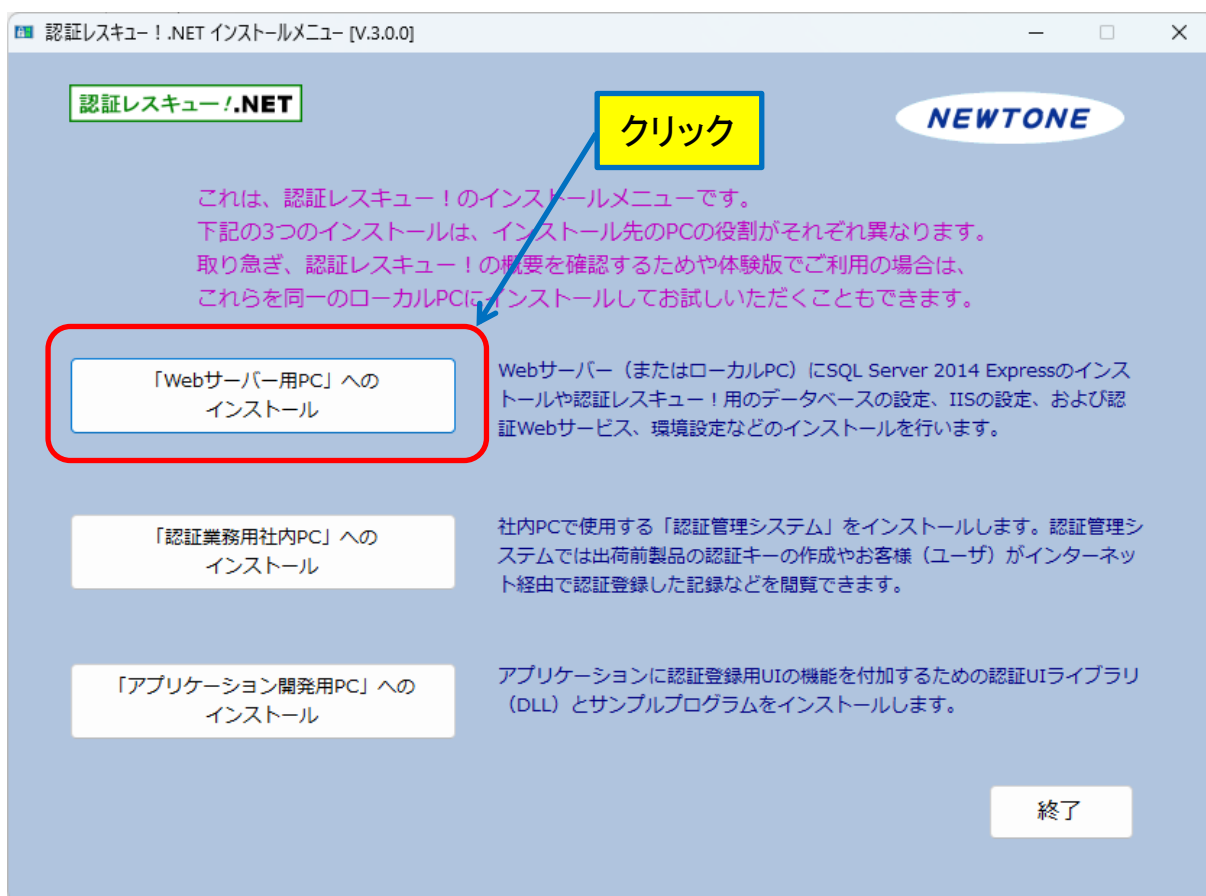 認証レスキュー！.NET インストールメニュー [V.3.0.0]
認証レスキュー!.NET
クリック
NEWTONE
これは、認証レスキュー！のインストールメニューです。
下記の3つのインストールは、インストール先のPCの役割がそれぞれ異なります。
取り急ぎ、認証レスキュー！の概要を確認するためや体験版でご利用の場合は、
これらを同一のローカルPCにインストールしてお試しいただくこともできます。
「Webサーバー用PC」への
インストール
Webサーバー（またはローカルPC）にSQL Server 2014 Expressのインス
トールや認証レスキュー！用のデータベースの設定、IISの設定、および認
証Webサービス、環境設定などのインストールを行います。
「認証業務用社内PC」への
インストール
社内PCで使用する「認証管理システム」をインストールします。認証管理シ
ステムでは出荷前製品の認証キーの作成やお客様（ユーザ）がインターネッ
ト経由で認証登録した記録などを閲覧できます。
「アプリケーション開発用PC」への
インストール
アプリケーションに認証登録用UIの機能を付加するための認証UIライブラリ
（DLL）とサンプルプログラムをインストールします。
終了